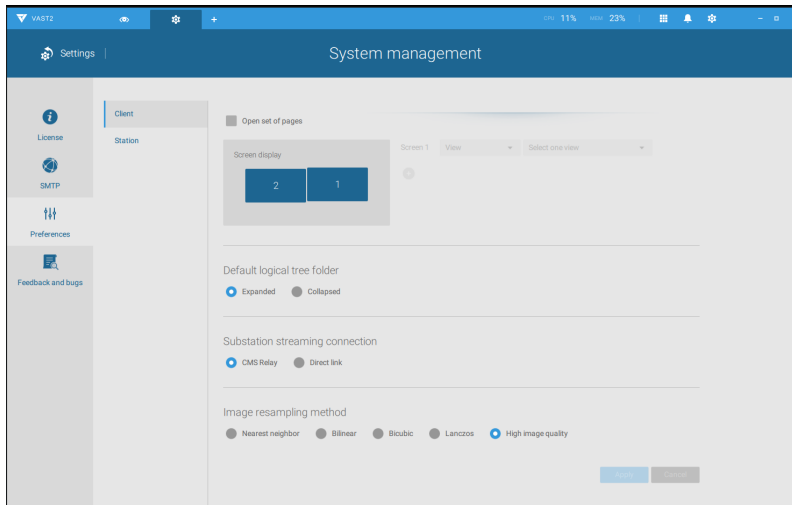 VAST2
+
CPU 11% MEM 23%
Settings
System management
License
SMTP
Preferences
Feedback and bugs
Client
Station
Open set of pages
Screen display
2
1
Screen 1 View Select one view
Default logical tree folder
Expanded Collapsed
Substation streaming connection
CMS Relay Direct link
Image resampling method
Nearest neighbor Bilinear Bicubic Lanczos High image quality
Apply Cancel